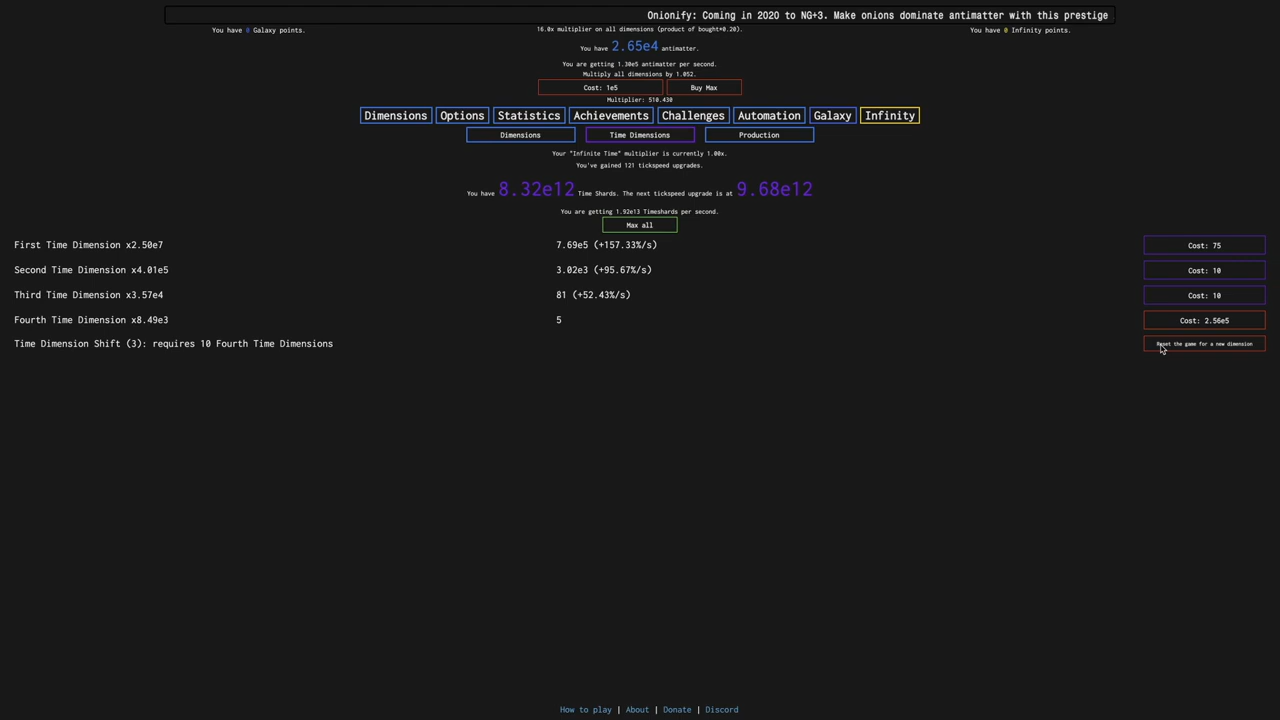 Onionify: Coming in 2020 to NG+3. Make onions dominate antimatter with this prestige
You have 0 Galaxy points.
16.0x multiplier on all dimensions (product of bought*0.20).
You have 0 Infinity points.
You have 2.65e4 antimatter.
You are getting 1.30e5 antimatter per second.
Multiply all dimensions by 1.052.
Cost: 1e5 Buy Max
Multiplier: 510.430
Dimensions Options Statistics Achievements Challenges Automation Galaxy Infinity
Dimensions Time Dimensions Production
Your "Infinite Time" multiplier is currently 1.00x.
You've gained 121 tickspeed upgrades.
You have 8.32e12 Time Shards. The next tickspeed upgrade is at 9.68e12
You are getting 1.92e13 Timeshards per second.
Max all
First Time Dimension x2.50e7 7.69e5 (+157.33%/s) Cost: 75
Second Time Dimension x4.01e5 3.02e3 (+95.67%/s) Cost: 10
Third Time Dimension x3.57e4 81 (+52.43%/s) Cost: 10
Fourth Time Dimension x8.49e3 5 Cost: 2.56e5
Time Dimension Shift (3): requires 10 Fourth Time Dimensions Reset the game for a new dimension
How to play | About | Donate | Discord